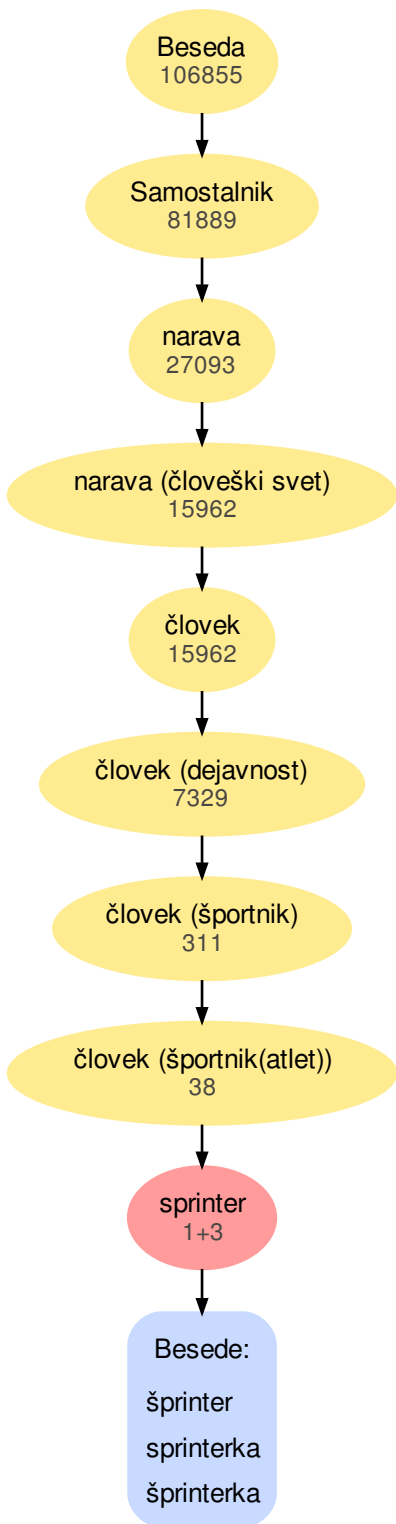 Beseda
106855
Samostalnik
81889
narava
27093
narava (človeški svet)
15962
človek
15962
človek (dejavnost)
7329
človek (športnik)
311
človek (športnik(atlet))
38
sprinter
1+3
Besede:
šprinter
sprinterka
šprinterka